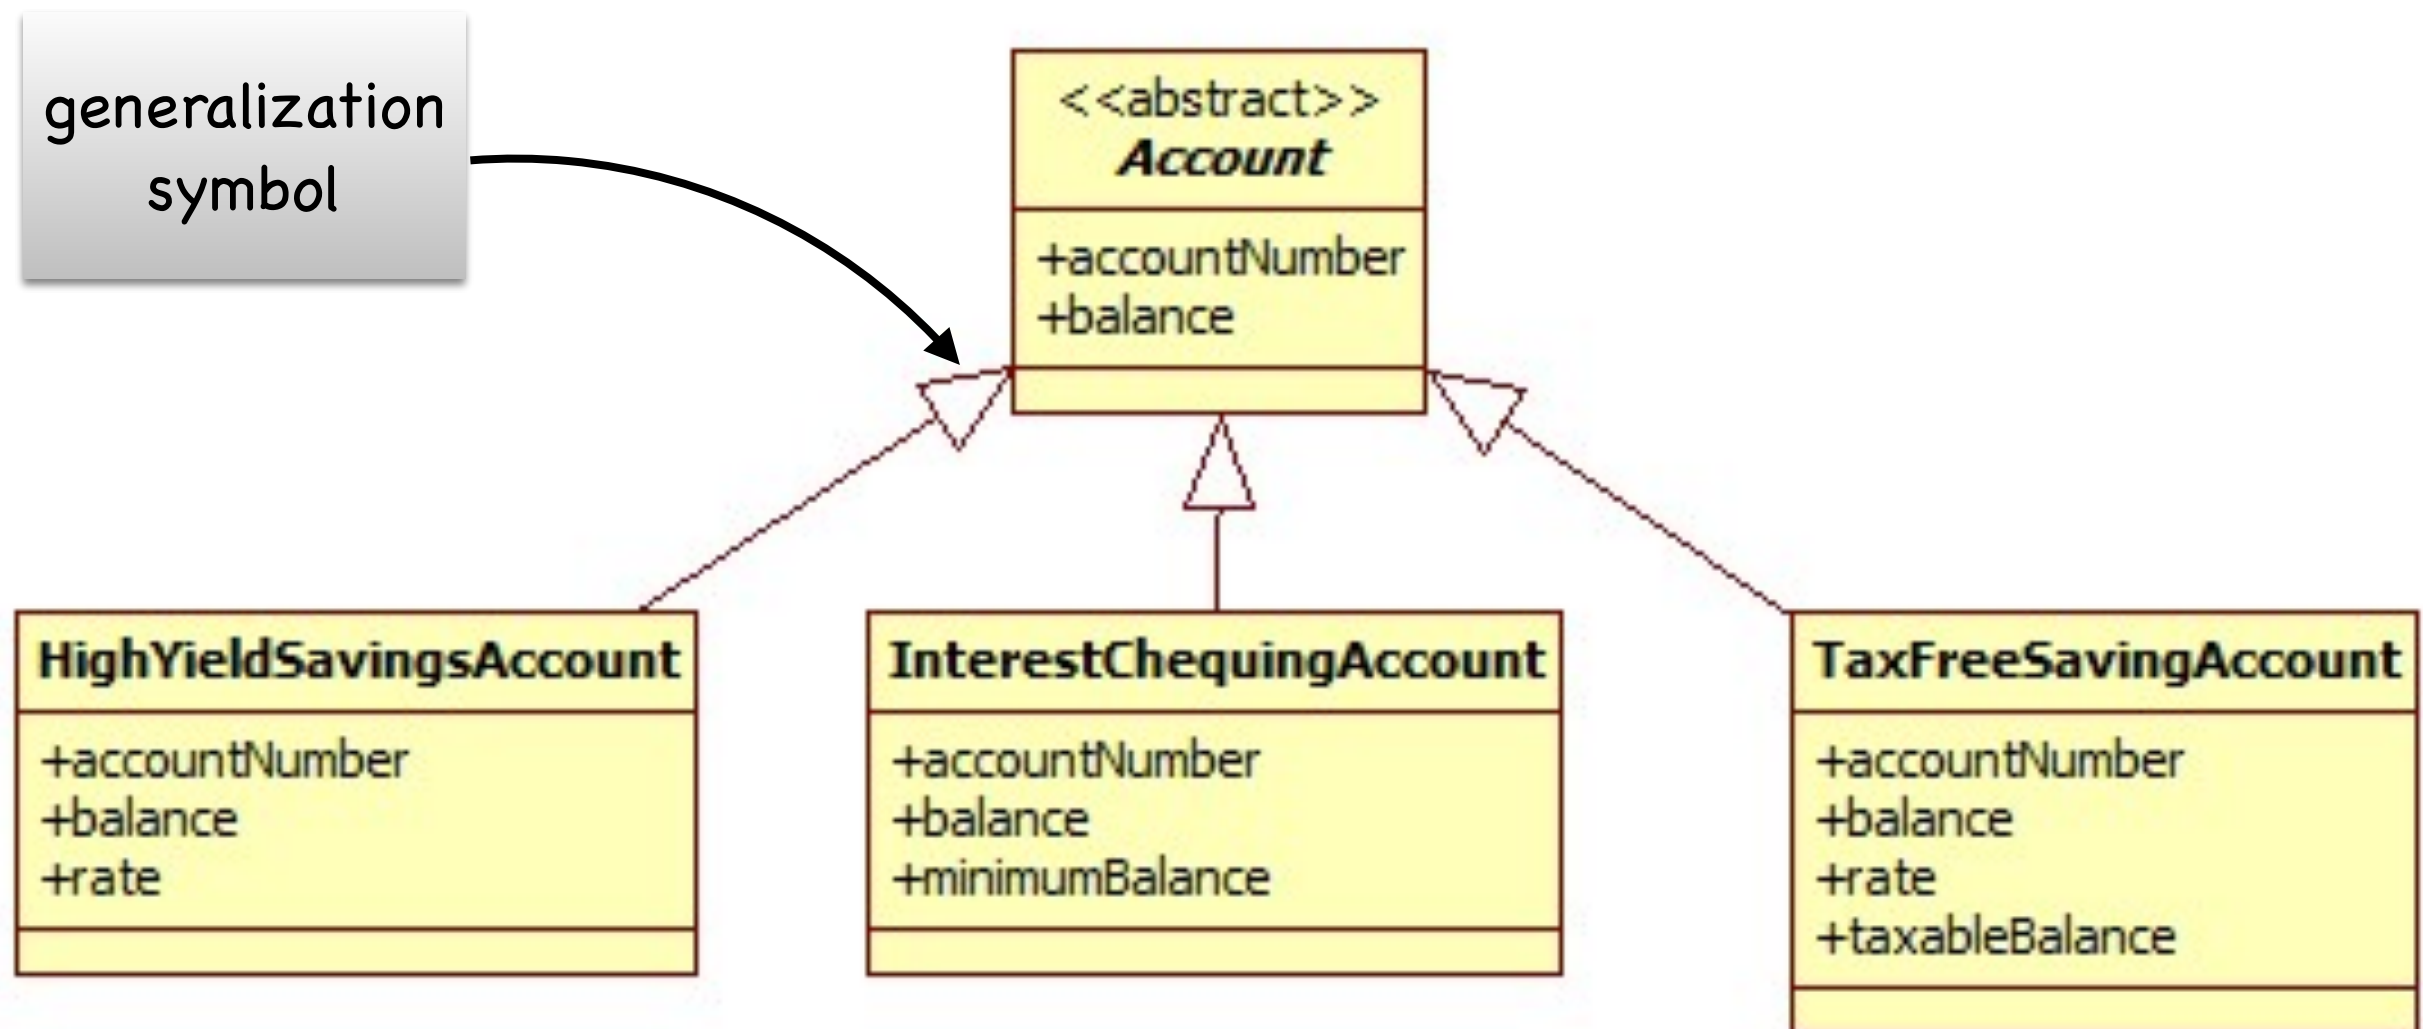 generalization
symbol
<<abstract>>
Account
+accountNumber
+balance
HighYieldSavingsAccount
+accountNumber
+balance
+rate
InterestChequingAccount
+accountNumber
+balance
+minimumBalance
TaxFreeSavingAccount
+accountNumber
+balance
+rate
+taxableBalance